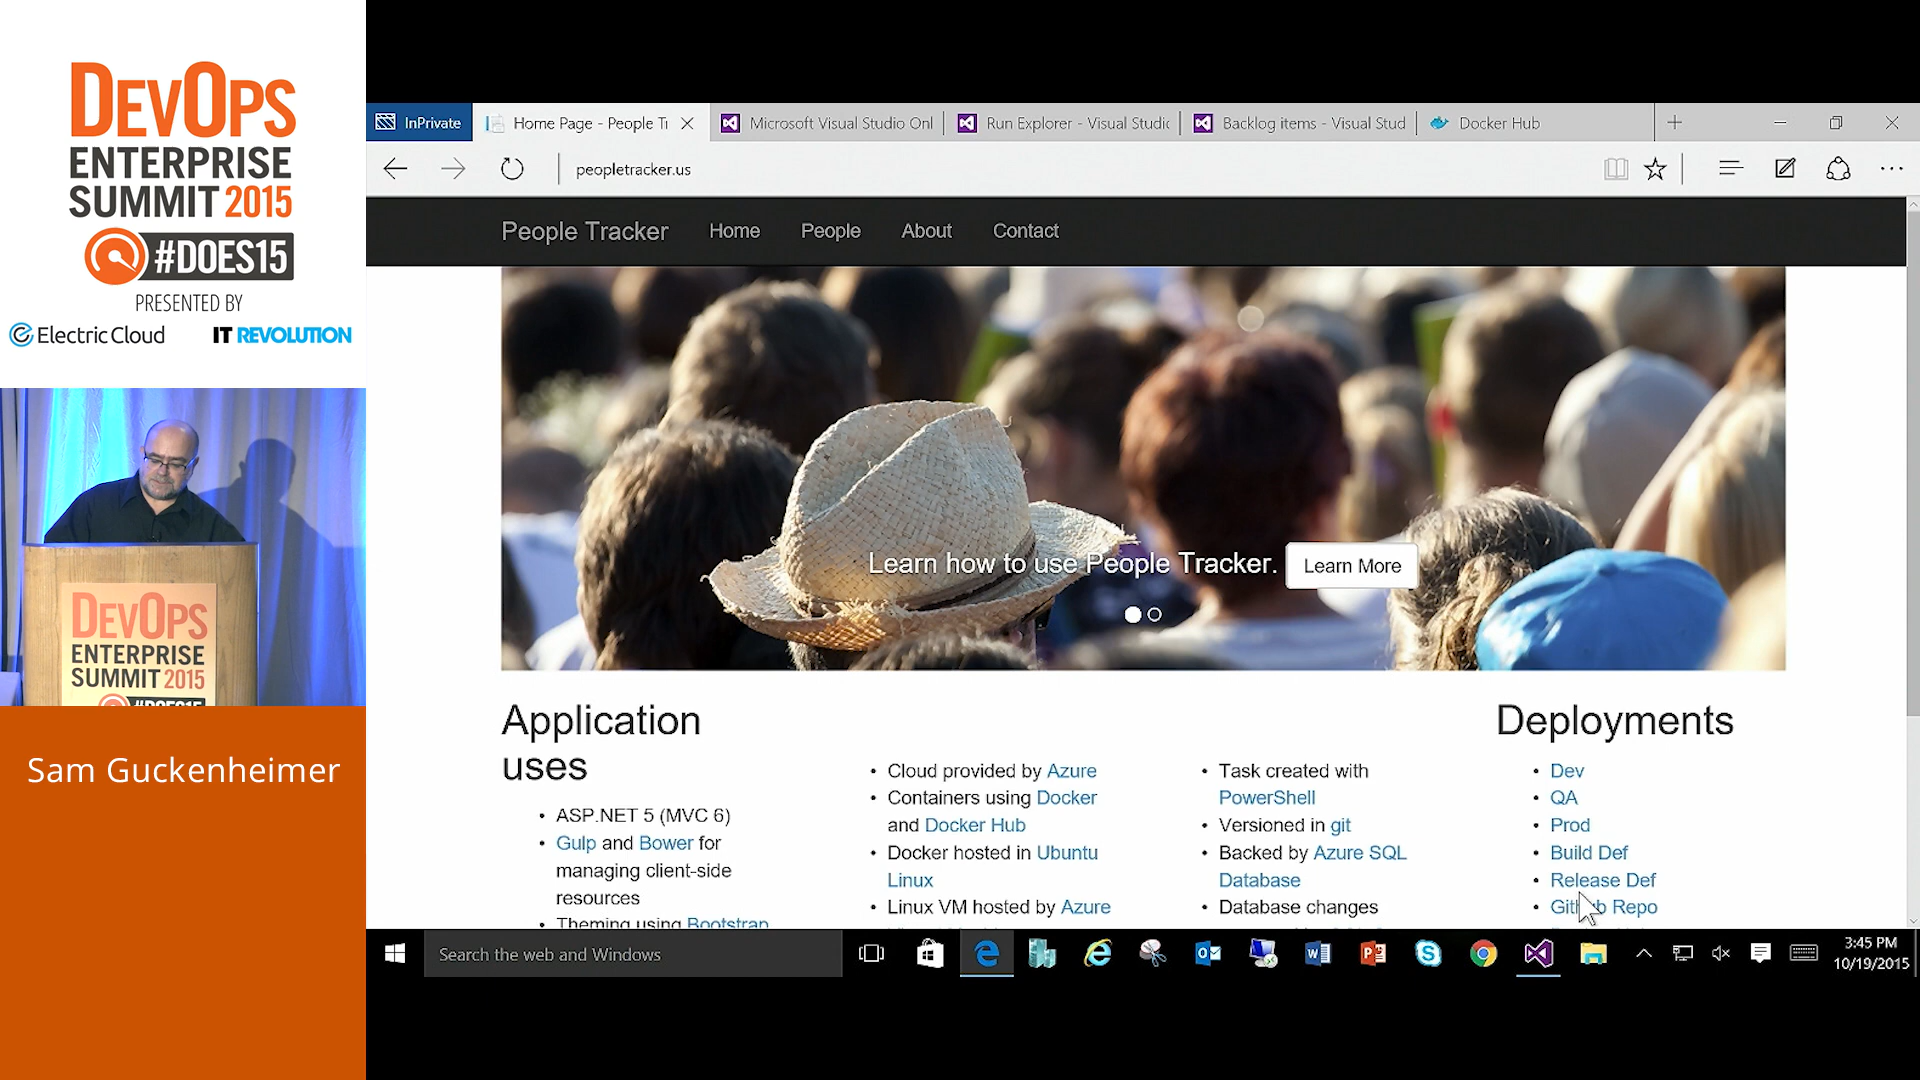 DEVOPS
ENTERPRISE
SUMMIT 2015
#DOES15
PRESENTED BY
Electric Cloud
IT REVOLUTION
DEVOPS
ENTERPRISE
SUMMIT 2015
#DOES15
Sam Guckenheimer
InPrivate
Home Page - People Tr
Microsoft Visual Studio Onl
Run Explorer - Visual Studic
Backlog items - Visual Stud
Docker Hub
peopletracker.us
People Tracker
Home
People
About
Contact
Learn how to use People Tracker.
Learn More
Application
uses
• ASP.NET 5 (MVC 6)
• Gulp and Bower for
managing client-side
resources
• Theming using Bootstrap
• Cloud provided by Azure
• Containers using Docker
and Docker Hub
• Docker hosted in Ubuntu
Linux
• Linux VM hosted by Azure
• Task created with
PowerShell
• Versioned in git
• Backed by Azure SQL
Database
• Database changes
Deployments
• Dev
• QA
• Prod
• Build Def
• Release Def
• Github Repo
Search the web and Windows
3:45 PM
10/19/2015